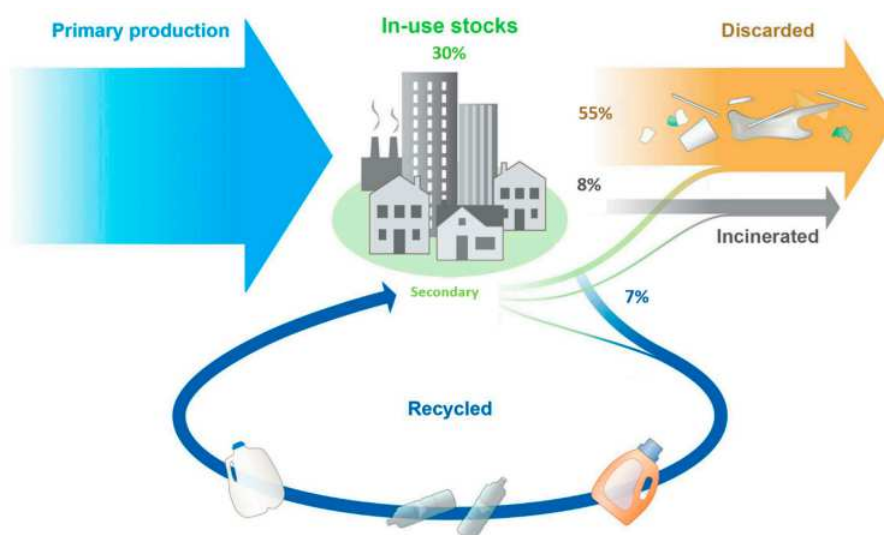 Primary production
In-use stocks
30%
Discarded
55%
8%
Incinerated
Secondary
7%
Recycled